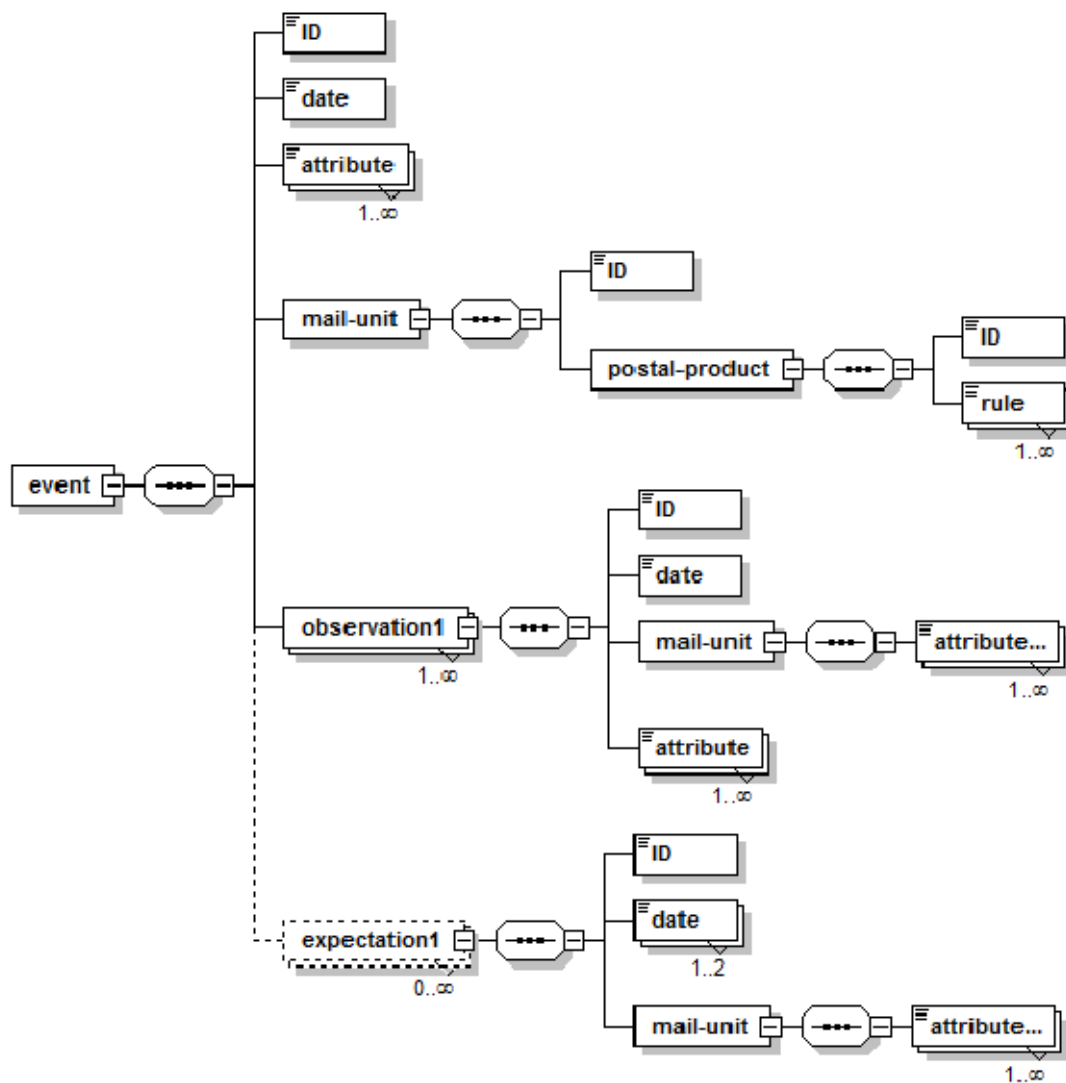 ID
date
attribute
1..∞
mail-unit
ID
postal-product
ID
rule
1..∞
event
observation1
1..∞
ID
date
mail-unit
attribute...
1..∞
attribute
1..∞
expectation1
0..∞
ID
date
1..2
mail-unit
attribute...
1..∞